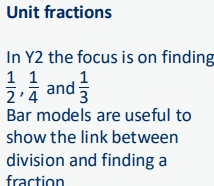 Unit fractions
In Y2 the focus is on finding
1/2, 1/4 and 1/3
Bar models are useful to
show the link between
division and finding a
fraction